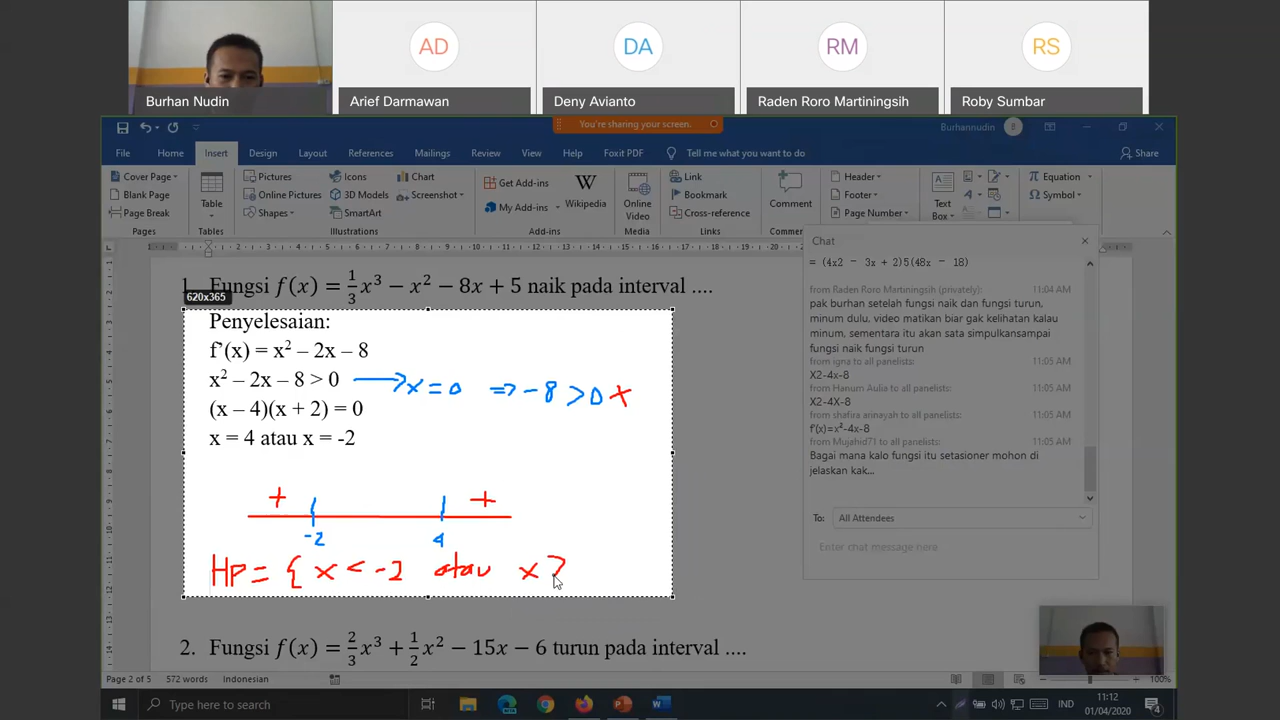 AD
DA
RM
RS
Burhan Nudin
Arief Darmawan
Deny Avianto
Raden Roro Martiningsih
Roby Sumbar
You're sharing your screen.
Burhannudin B
File Home Insert Design Layout References Mailings Review View Help Foxit PDF Tell me what you want to do Share
Cover Page
Blank Page
Page Break
Pages
Table
Tables
Pictures
Online Pictures
Shapes
Icons
3D Models
SmartArt
Chart
Screenshot
Illustrations
Get Add-ins
My Add-ins
Wikipedia
Add-ins
Online
Video
Media
Link
Bookmark
Cross-reference
Links
Comment
Header
Footer
Page Number
Text
Box
Equation
Symbol
Symbols
1. Fungsi f(x) = 1/3 x³ − x² − 8x + 5 naik pada interval ....
620x365
Penyelesaian:
f'(x) = x² – 2x – 8
x² – 2x – 8 > 0 → x = 0 ⇒ -8 > 0 ×
(x – 4)(x + 2) = 0
x = 4 atau x = -2
+ +
-2 4
HP = { x < -2 atau x >
2. Fungsi f(x) = 2/3 x³ + 1/2 x² − 15x − 6 turun pada interval ....
Chat
= (4x2 − 3x + 2)5(48x − 18)
from Raden Roro Martiningsih (privately): 11:04 AM
pak burhan setelah fungsi naik dan fungsi turun,
minum dulu, video matikan biar gak kelihatan kalau
minum, sementara itu akan sata simpulkansampai
fungsi naik fungsi turun
from igna to all panelists: 11:05 AM
X2-4x-8
from Hanum Aulia to all panelists: 11:05 AM
X2-4X-8
from shafira arinayah to all panelists: 11:05 AM
f'(x)=x²-4x-8
from Mujahid71 to all panelists: 11:05 AM
Bagai mana kalo fungsi itu setasioner mohon di
jelaskan kak...
To: All Attendees
Enter chat message here
Page 2 of 5 572 words Indonesian
100%
Type here to search
IND
11:12
01/04/2020
4